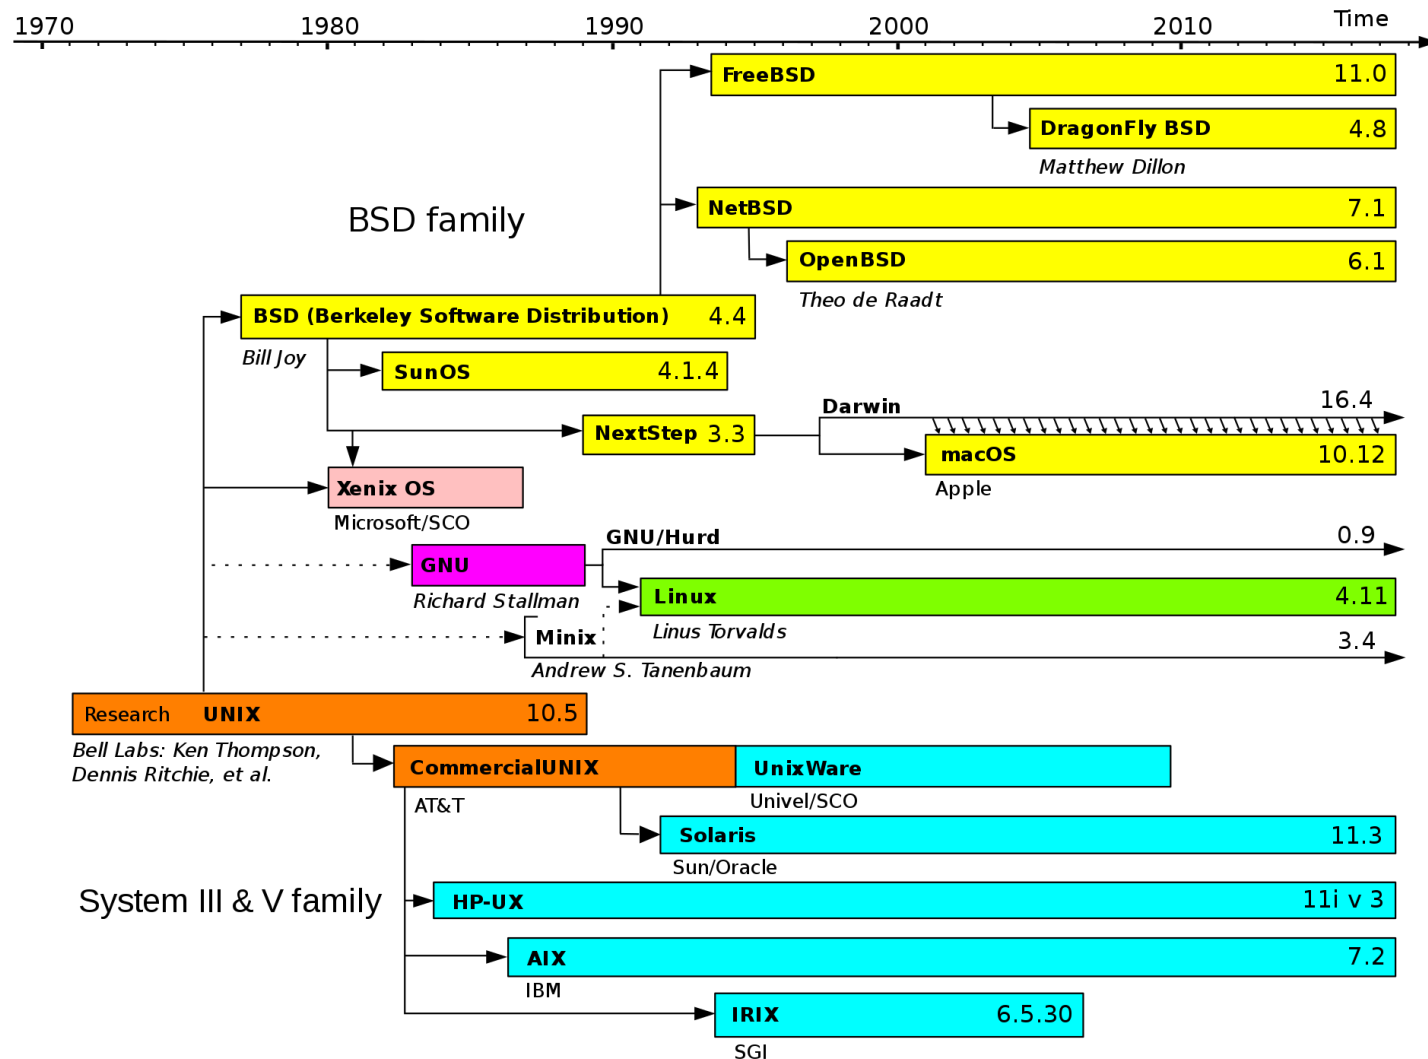 1970 1980 1990 2000 2010 Time
FreeBSD 11.0
DragonFly BSD 4.8
Matthew Dillon
NetBSD 7.1
BSD family
OpenBSD 6.1
Theo de Raadt
BSD (Berkeley Software Distribution) 4.4
Bill Joy
SunOS 4.1.4
Darwin 16.4
NextStep 3.3
macOS 10.12
Apple
Xenix OS
Microsoft/SCO
GNU/Hurd 0.9
GNU
Richard Stallman
Linux 4.11
Linus Torvalds
Minix 3.4
Andrew S. Tanenbaum
Research UNIX 10.5
Bell Labs: Ken Thompson,
Dennis Ritchie, et al.
CommercialUNIX UnixWare
AT&T Univel/SCO
Solaris 11.3
Sun/Oracle
System III & V family
HP-UX 11i v 3
AIX 7.2
IBM
IRIX 6.5.30
SGI